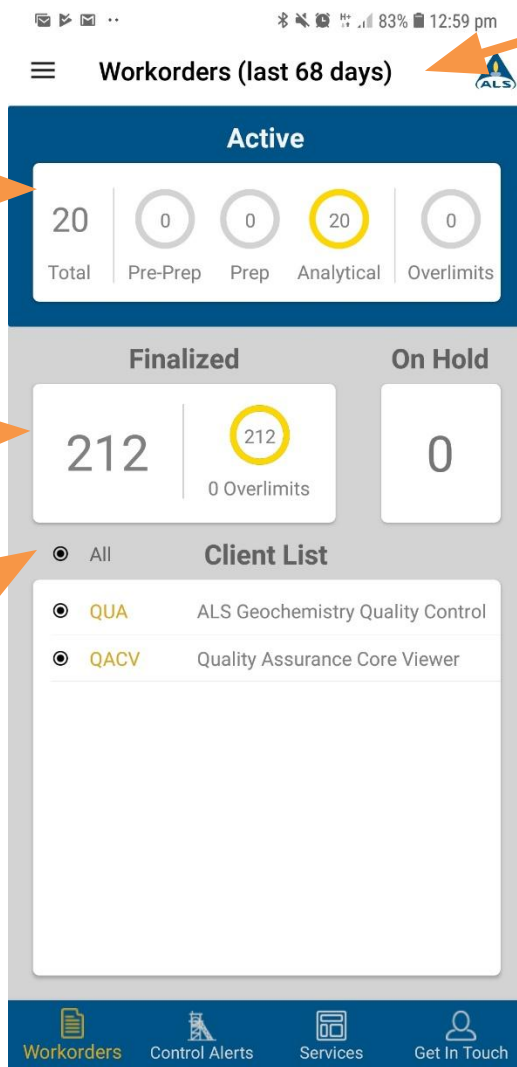 83% 12:59 pm
Workorders (last 68 days)
ALS
Active
20 0 0 20 0
Total Pre-Prep Prep Analytical Overlimits
Finalized On Hold
212 212 0
0 Overlimits
All Client List
QUA ALS Geochemistry Quality Control
QACV Quality Assurance Core Viewer
Workorders Control Alerts Services Get In Touch